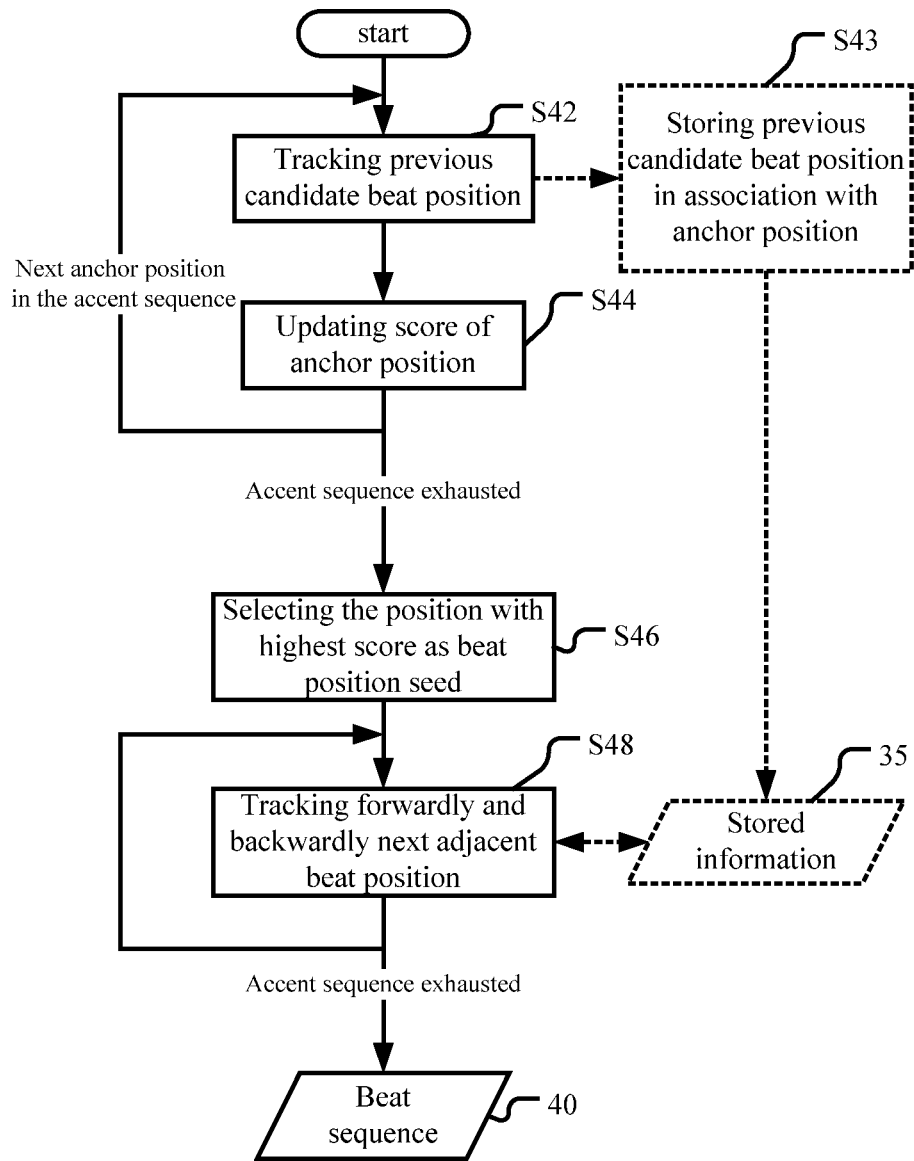 start
S43
S42
Tracking previous
candidate beat position
Storing previous
candidate beat position
in association with
anchor position
Next anchor position
in the accent sequence
S44
Updating score of
anchor position
Accent sequence exhausted
Selecting the position with
highest score as beat
position seed
S46
S48
35
Tracking forwardly and
backwardly next adjacent
beat position
Stored
information
Accent sequence exhausted
Beat
sequence
40